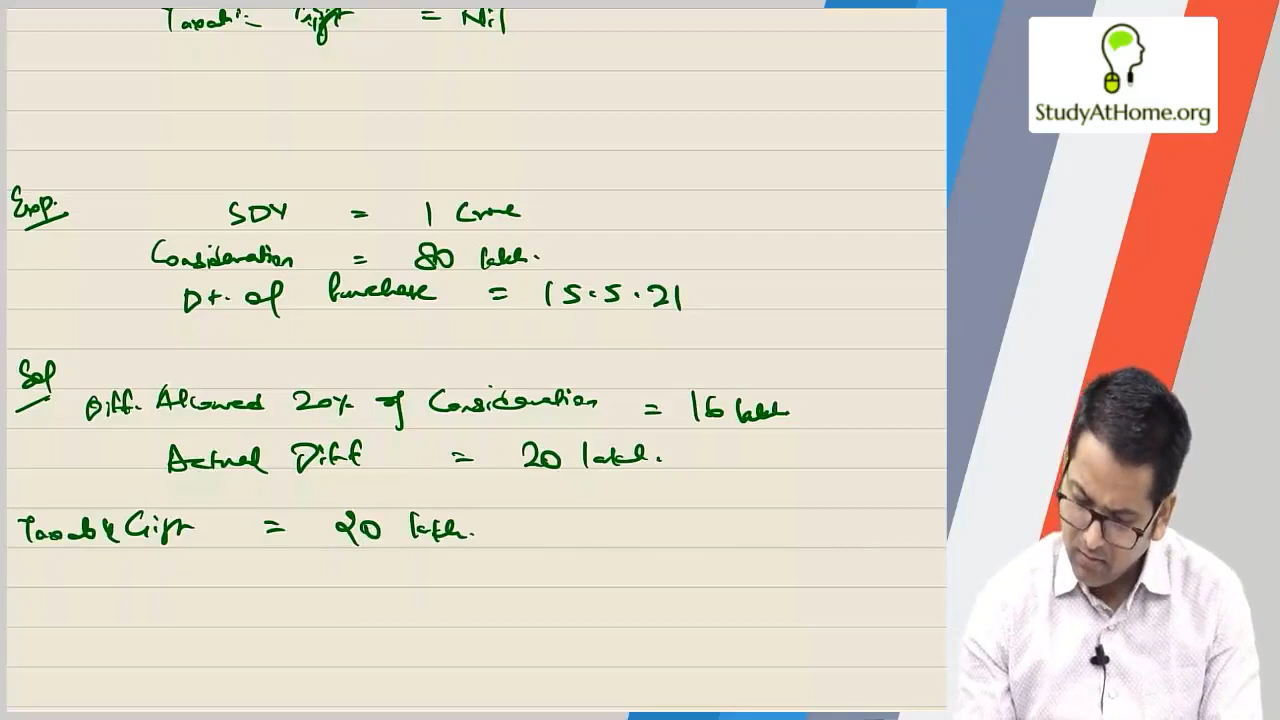 Taxable Gift = Nil
StudyAtHome.org
Exp.
SDV = 1 Crore
Consideration = 80 lakh.
Dt. of Purchase = 15.5.21
Sol
Diff. Allowed 20% of Consideration = 16 lakh
Actual Diff = 20 lakh.
Taxable Gift = 20 lakh.